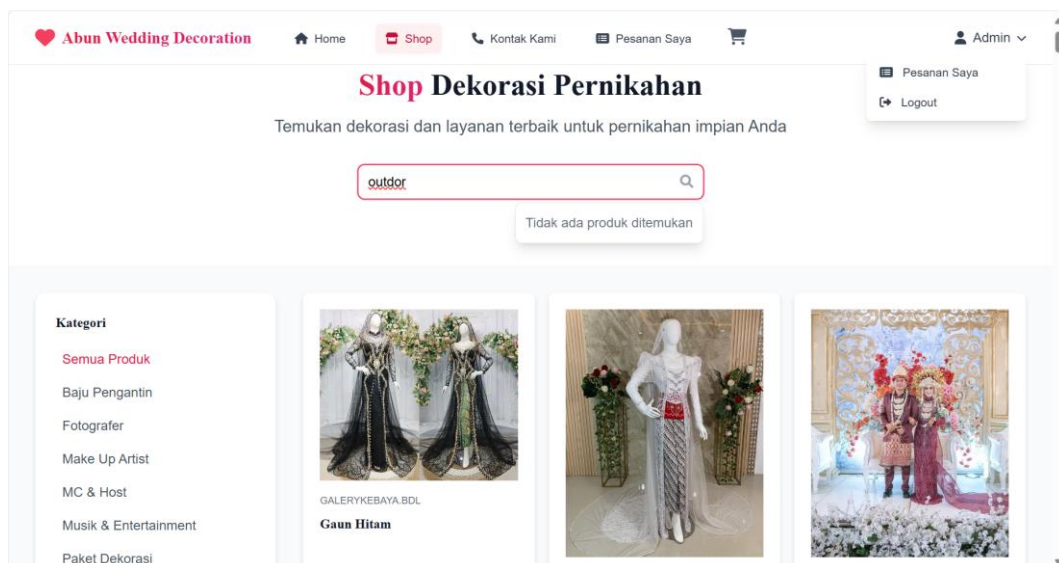 Abun Wedding Decoration Home Shop Kontak Kami Pesanan Saya Admin
Pesanan Saya
Logout
Shop Dekorasi Pernikahan
Temukan dekorasi dan layanan terbaik untuk pernikahan impian Anda
outdor
Tidak ada produk ditemukan
Kategori
Semua Produk
Baju Pengantin
Fotografer
Make Up Artist
MC & Host
Musik & Entertainment
Paket Dekorasi
GALERYKEBAYA.BDL
Gaun Hitam